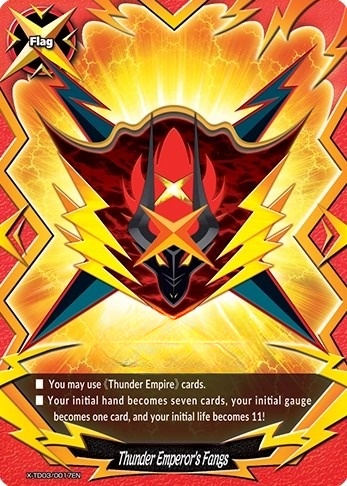 Flag
■ You may use《Thunder Empire》cards.
■ Your initial hand becomes seven cards, your initial gauge
becomes one card, and your initial life becomes 11!
Thunder Emperor's Fangs
X-TD03/0017EN